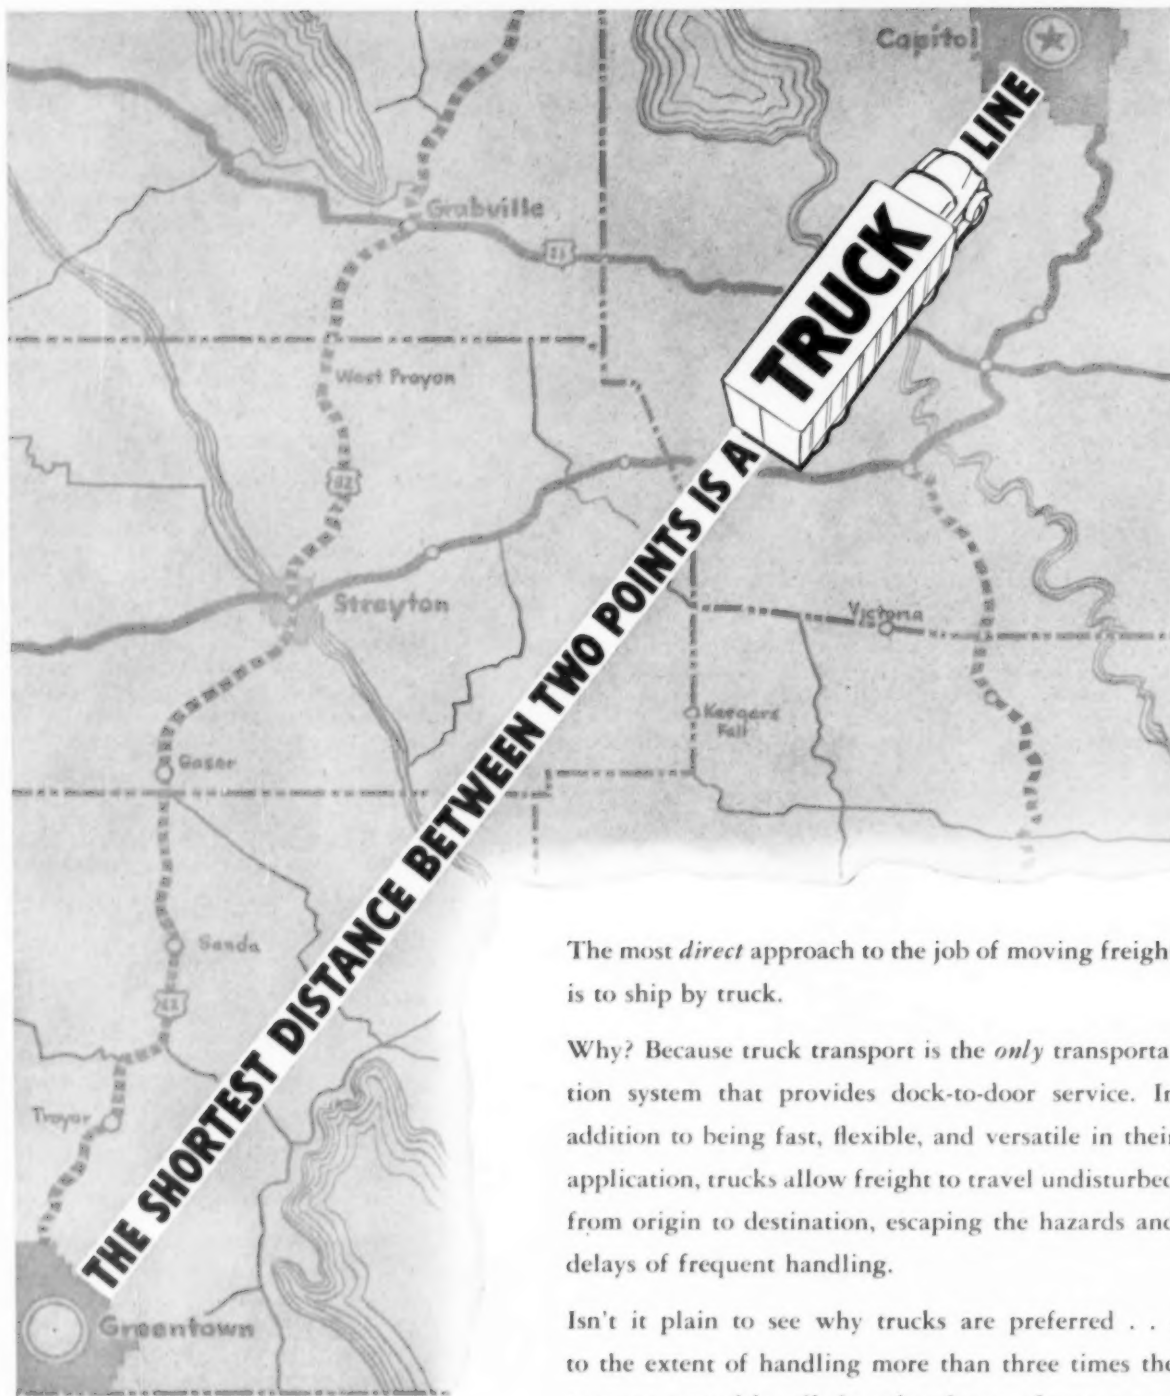 Capitol
THE SHORTEST DISTANCE BETWEEN TWO POINTS IS A TRUCK LINE
Grabville
21
West Proyon
Strayton
Victoria
Keegers
Fall
Gaser
Sanda
Troyer
Greentown
The most direct approach to the job of moving freigh
is to ship by truck.
Why? Because truck transport is the only transporta
tion system that provides dock-to-door service. In
addition to being fast, flexible, and versatile in their
application, trucks allow freight to travel undisturbed
from origin to destination, escaping the hazards and
delays of frequent handling.
Isn't it plain to see why trucks are preferred . .
to the extent of handling more than three times the